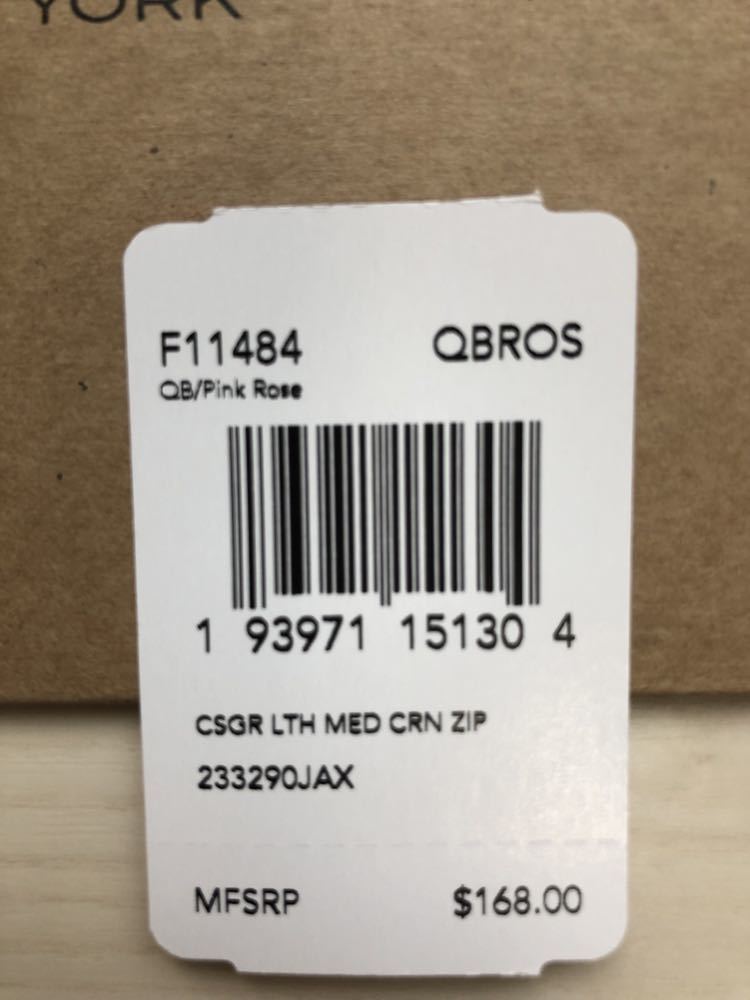 YORK
F11484 QBROS
QB/Pink Rose
1 93971 15130 4
CSGR LTH MED CRN ZIP
233290JAX
MFSRP $168.00